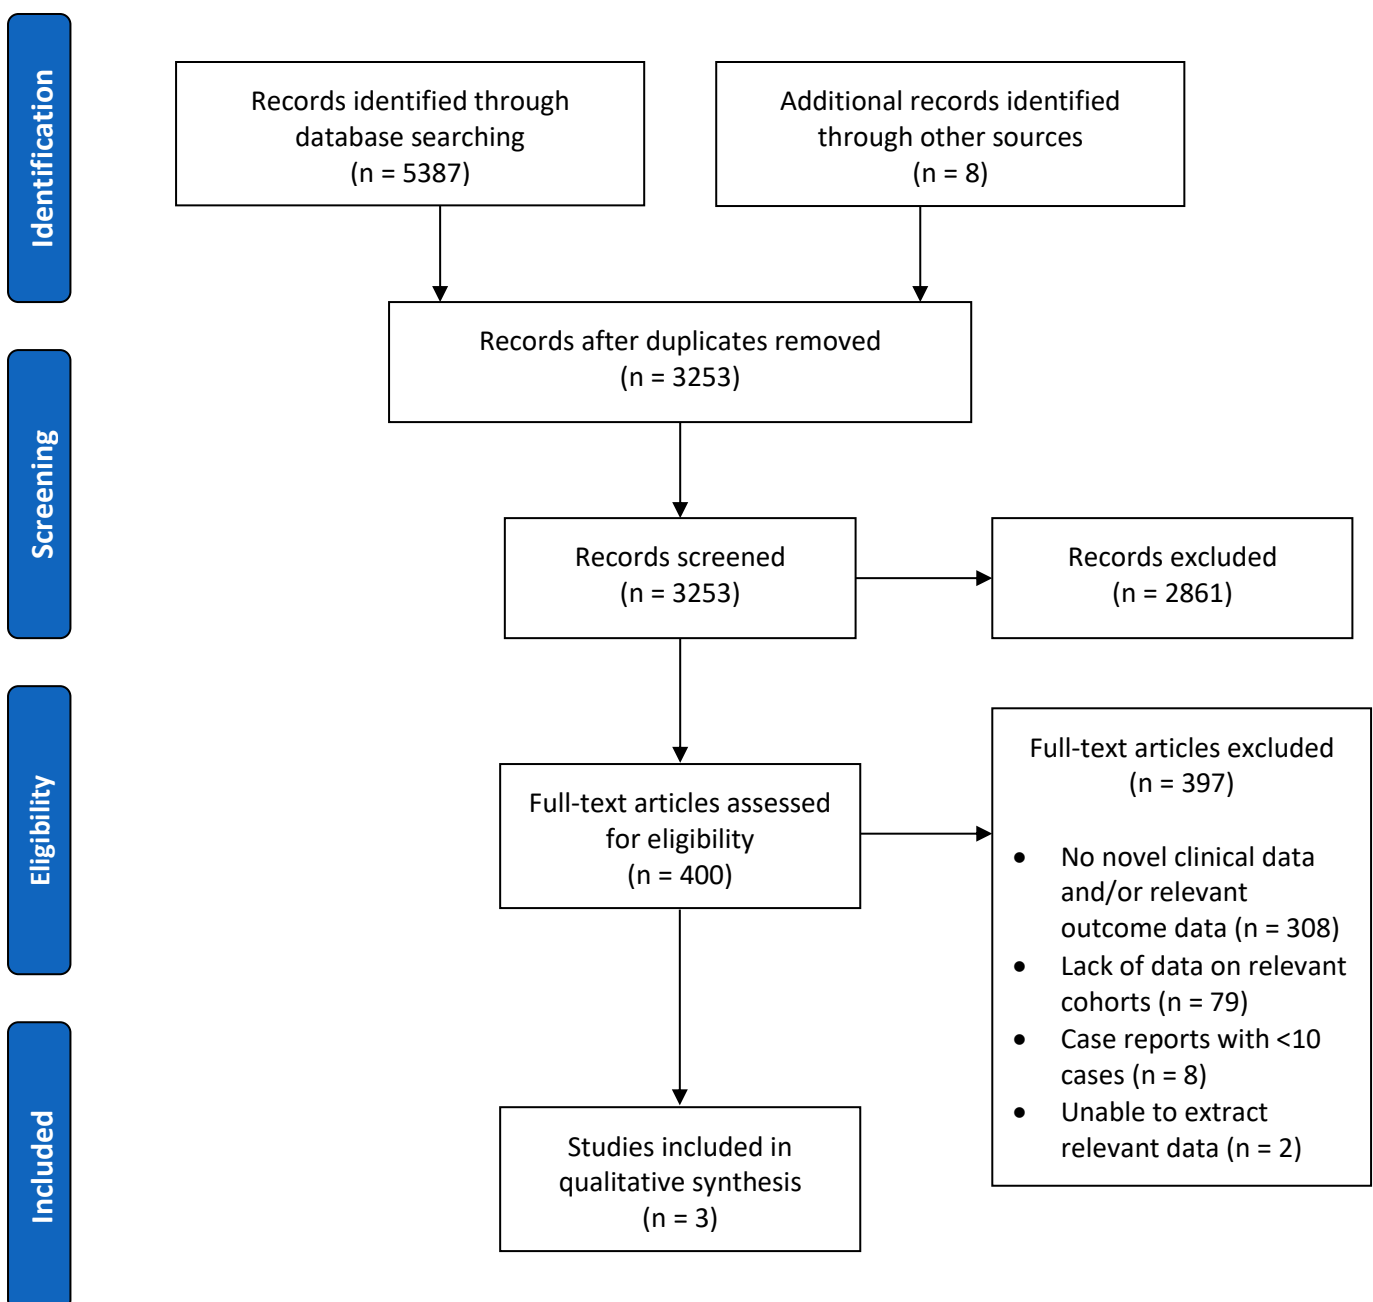 Identification
Records identified through
database searching
(n = 5387)
Additional records identified
through other sources
(n = 8)
Records after duplicates removed
(n = 3253)
Screening
Records screened
(n = 3253)
Records excluded
(n = 2861)
Eligibility
Full-text articles assessed
for eligibility
(n = 400)
Full-text articles excluded
(n = 397)
• No novel clinical data
and/or relevant
outcome data (n = 308)
• Lack of data on relevant
cohorts (n = 79)
• Case reports with <10
cases (n = 8)
• Unable to extract
relevant data (n = 2)
Included
Studies included in
qualitative synthesis
(n = 3)